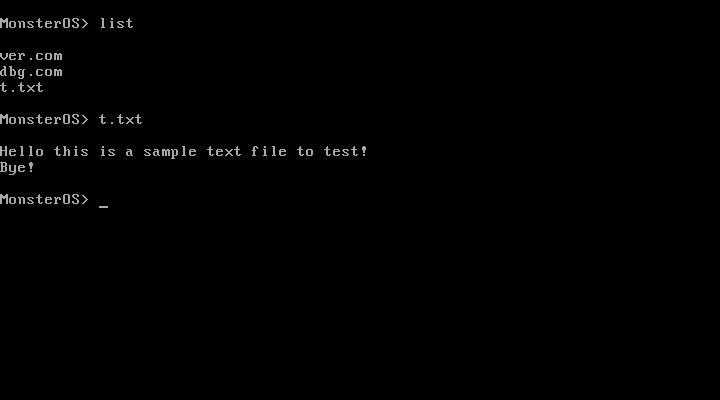 MonsterOS> list
ver.com
dbg.com
t.txt
MonsterOS> t.txt
Hello this is a sample text file to test!
Bye!
MonsterOS> _